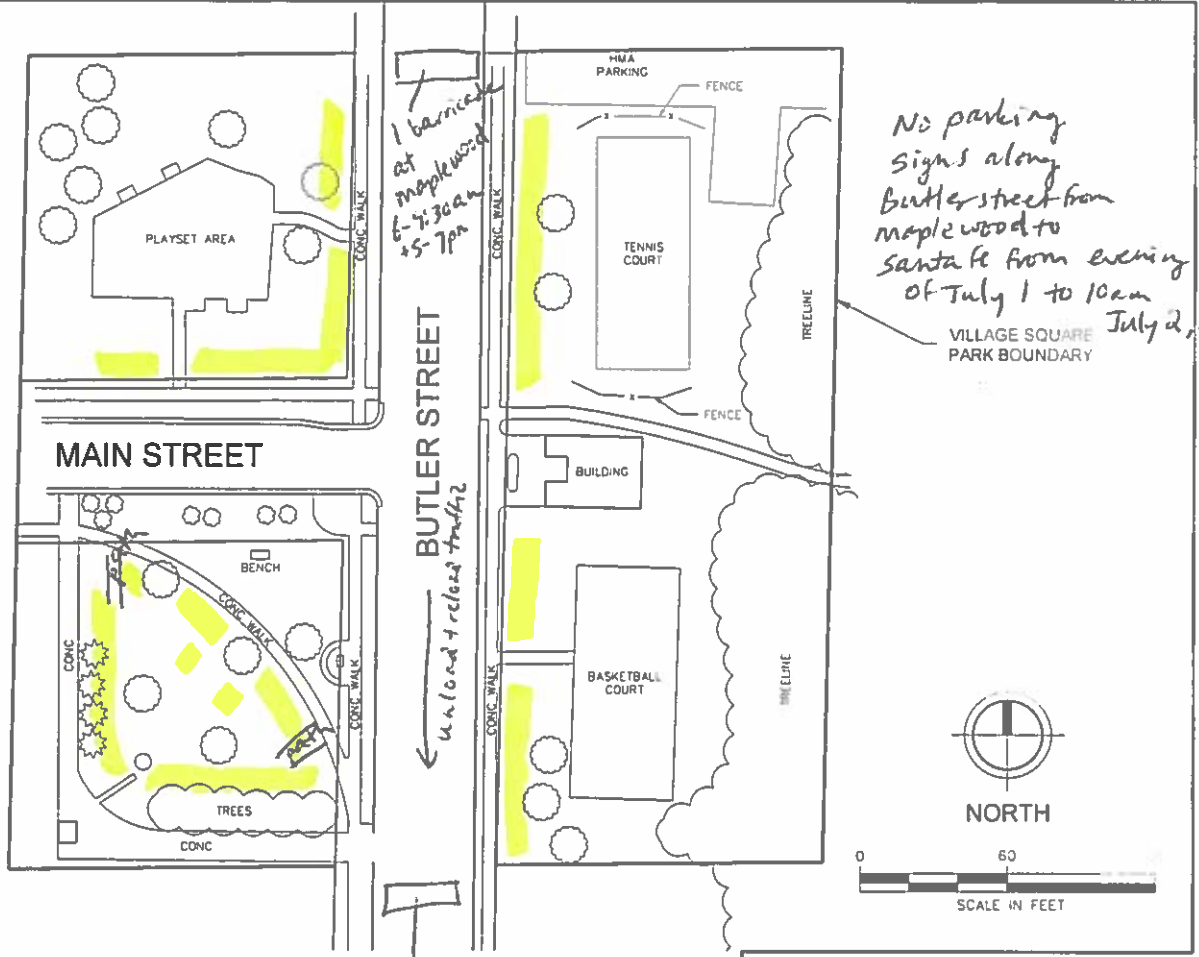 HMA
PARKING
FENCE
1 barricade
at
maplewood
6-7:30am
+5-7pm
No parking
signs along
Butler street from
maplewood to
Santa Fe from evening
of July 1 to 10am
July 2,
CONC WALK
CONC WALK
PLAYSET AREA
TENNIS
COURT
TREELINE
VILLAGE SQUARE
PARK BOUNDARY
FENCE
MAIN STREET
BUTLER STREET
unload + reload traffic
BUILDING
BENCH
CONC WALK
CONC
CONC WALK
CONC WALK
BASKETBALL
COURT
TREELINE
TREES
CONC
NORTH
0 60
SCALE IN FEET